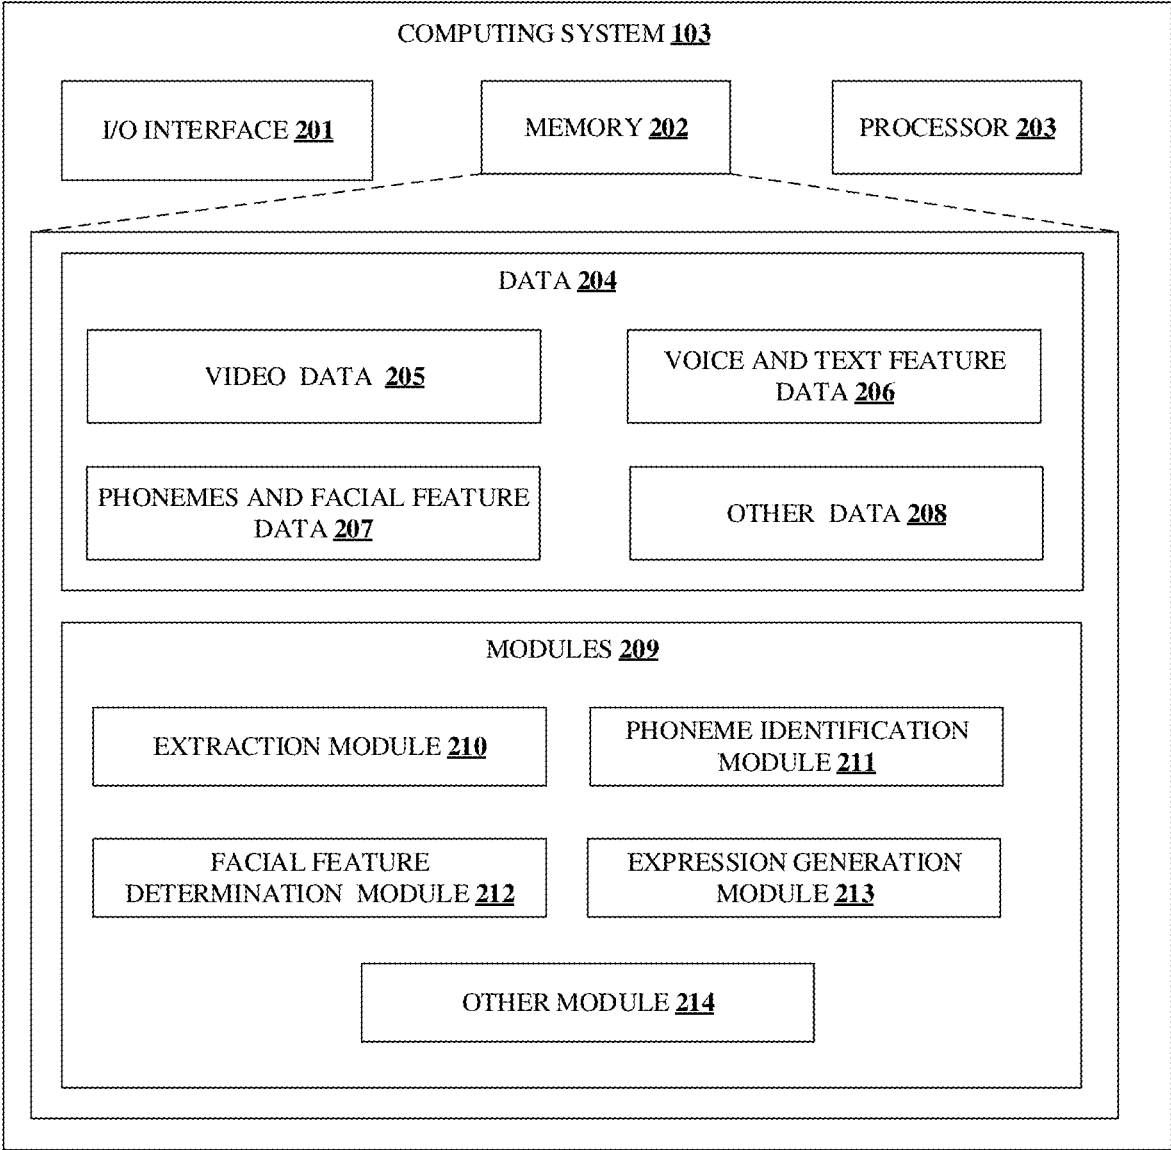 COMPUTING SYSTEM 103
I/O INTERFACE 201
MEMORY 202
PROCESSOR 203
DATA 204
VIDEO DATA 205
VOICE AND TEXT FEATURE
DATA 206
PHONEMES AND FACIAL FEATURE
DATA 207
OTHER DATA 208
MODULES 209
EXTRACTION MODULE 210
PHONEME IDENTIFICATION
MODULE 211
FACIAL FEATURE
DETERMINATION MODULE 212
EXPRESSION GENERATION
MODULE 213
OTHER MODULE 214